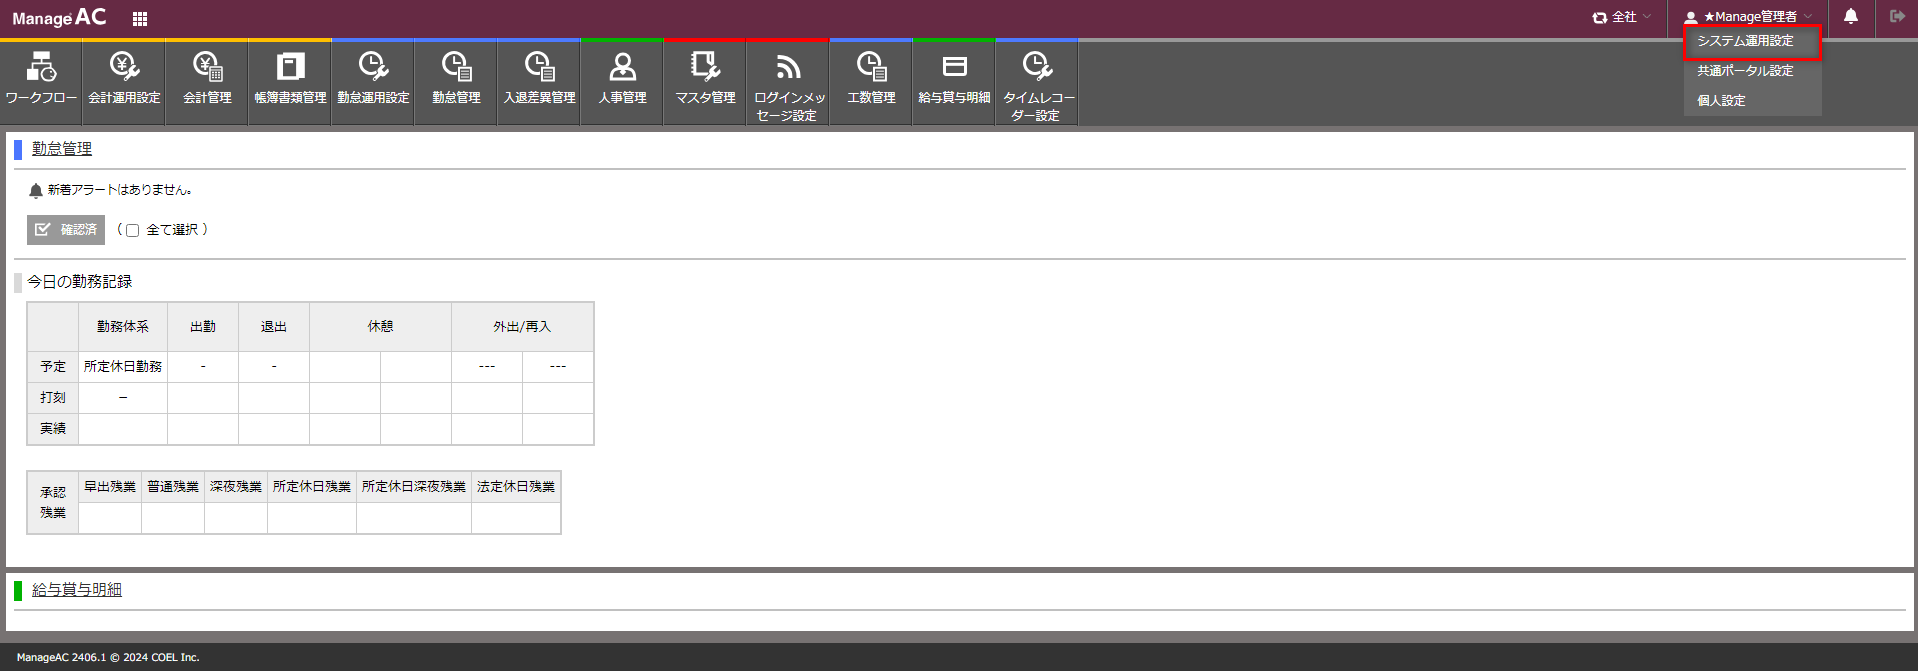 ManageAC
全社
★Manage管理者
システム運用設定
共通ポータル設定
個人設定
ワークフロー
会計運用設定
会計管理
帳簿書類管理
勤怠運用設定
勤怠管理
入退差異管理
人事管理
マスタ管理
ログインメッ
セージ設定
工数管理
給与賞与明細
タイムレコー
ダー設定
勤怠管理
新着アラートはありません。
確認済 ( 全て選択 )
今日の勤務記録
勤務体系 出勤 退出 休憩 外出/再入
予定 所定休日勤務 - - --- ---
打刻 –
実績
承認
残業
早出残業 普通残業 深夜残業 所定休日残業 所定休日深夜残業 法定休日残業
給与賞与明細
ManageAC 2406.1 © 2024 COEL Inc.